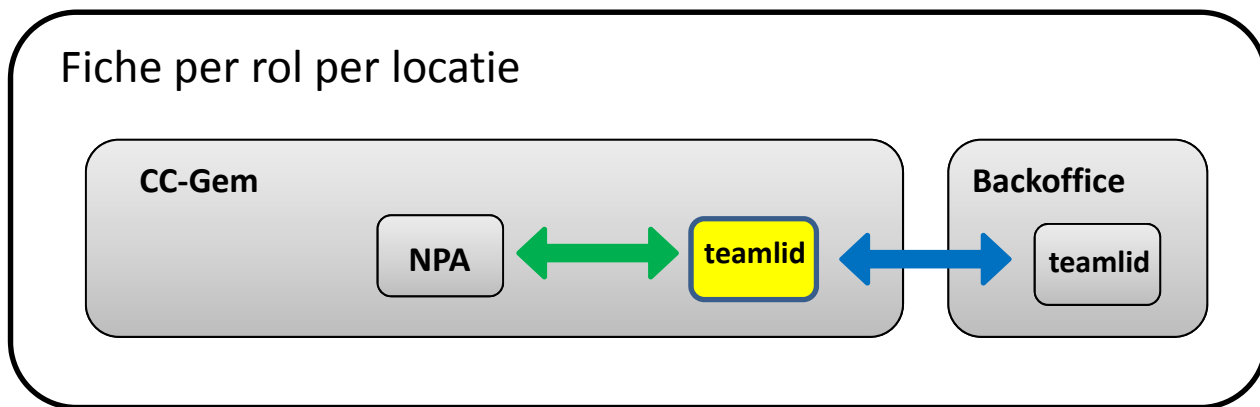 Fiche per rol per locatie
CC-Gem
Backoffice
NPA
teamlid
teamlid